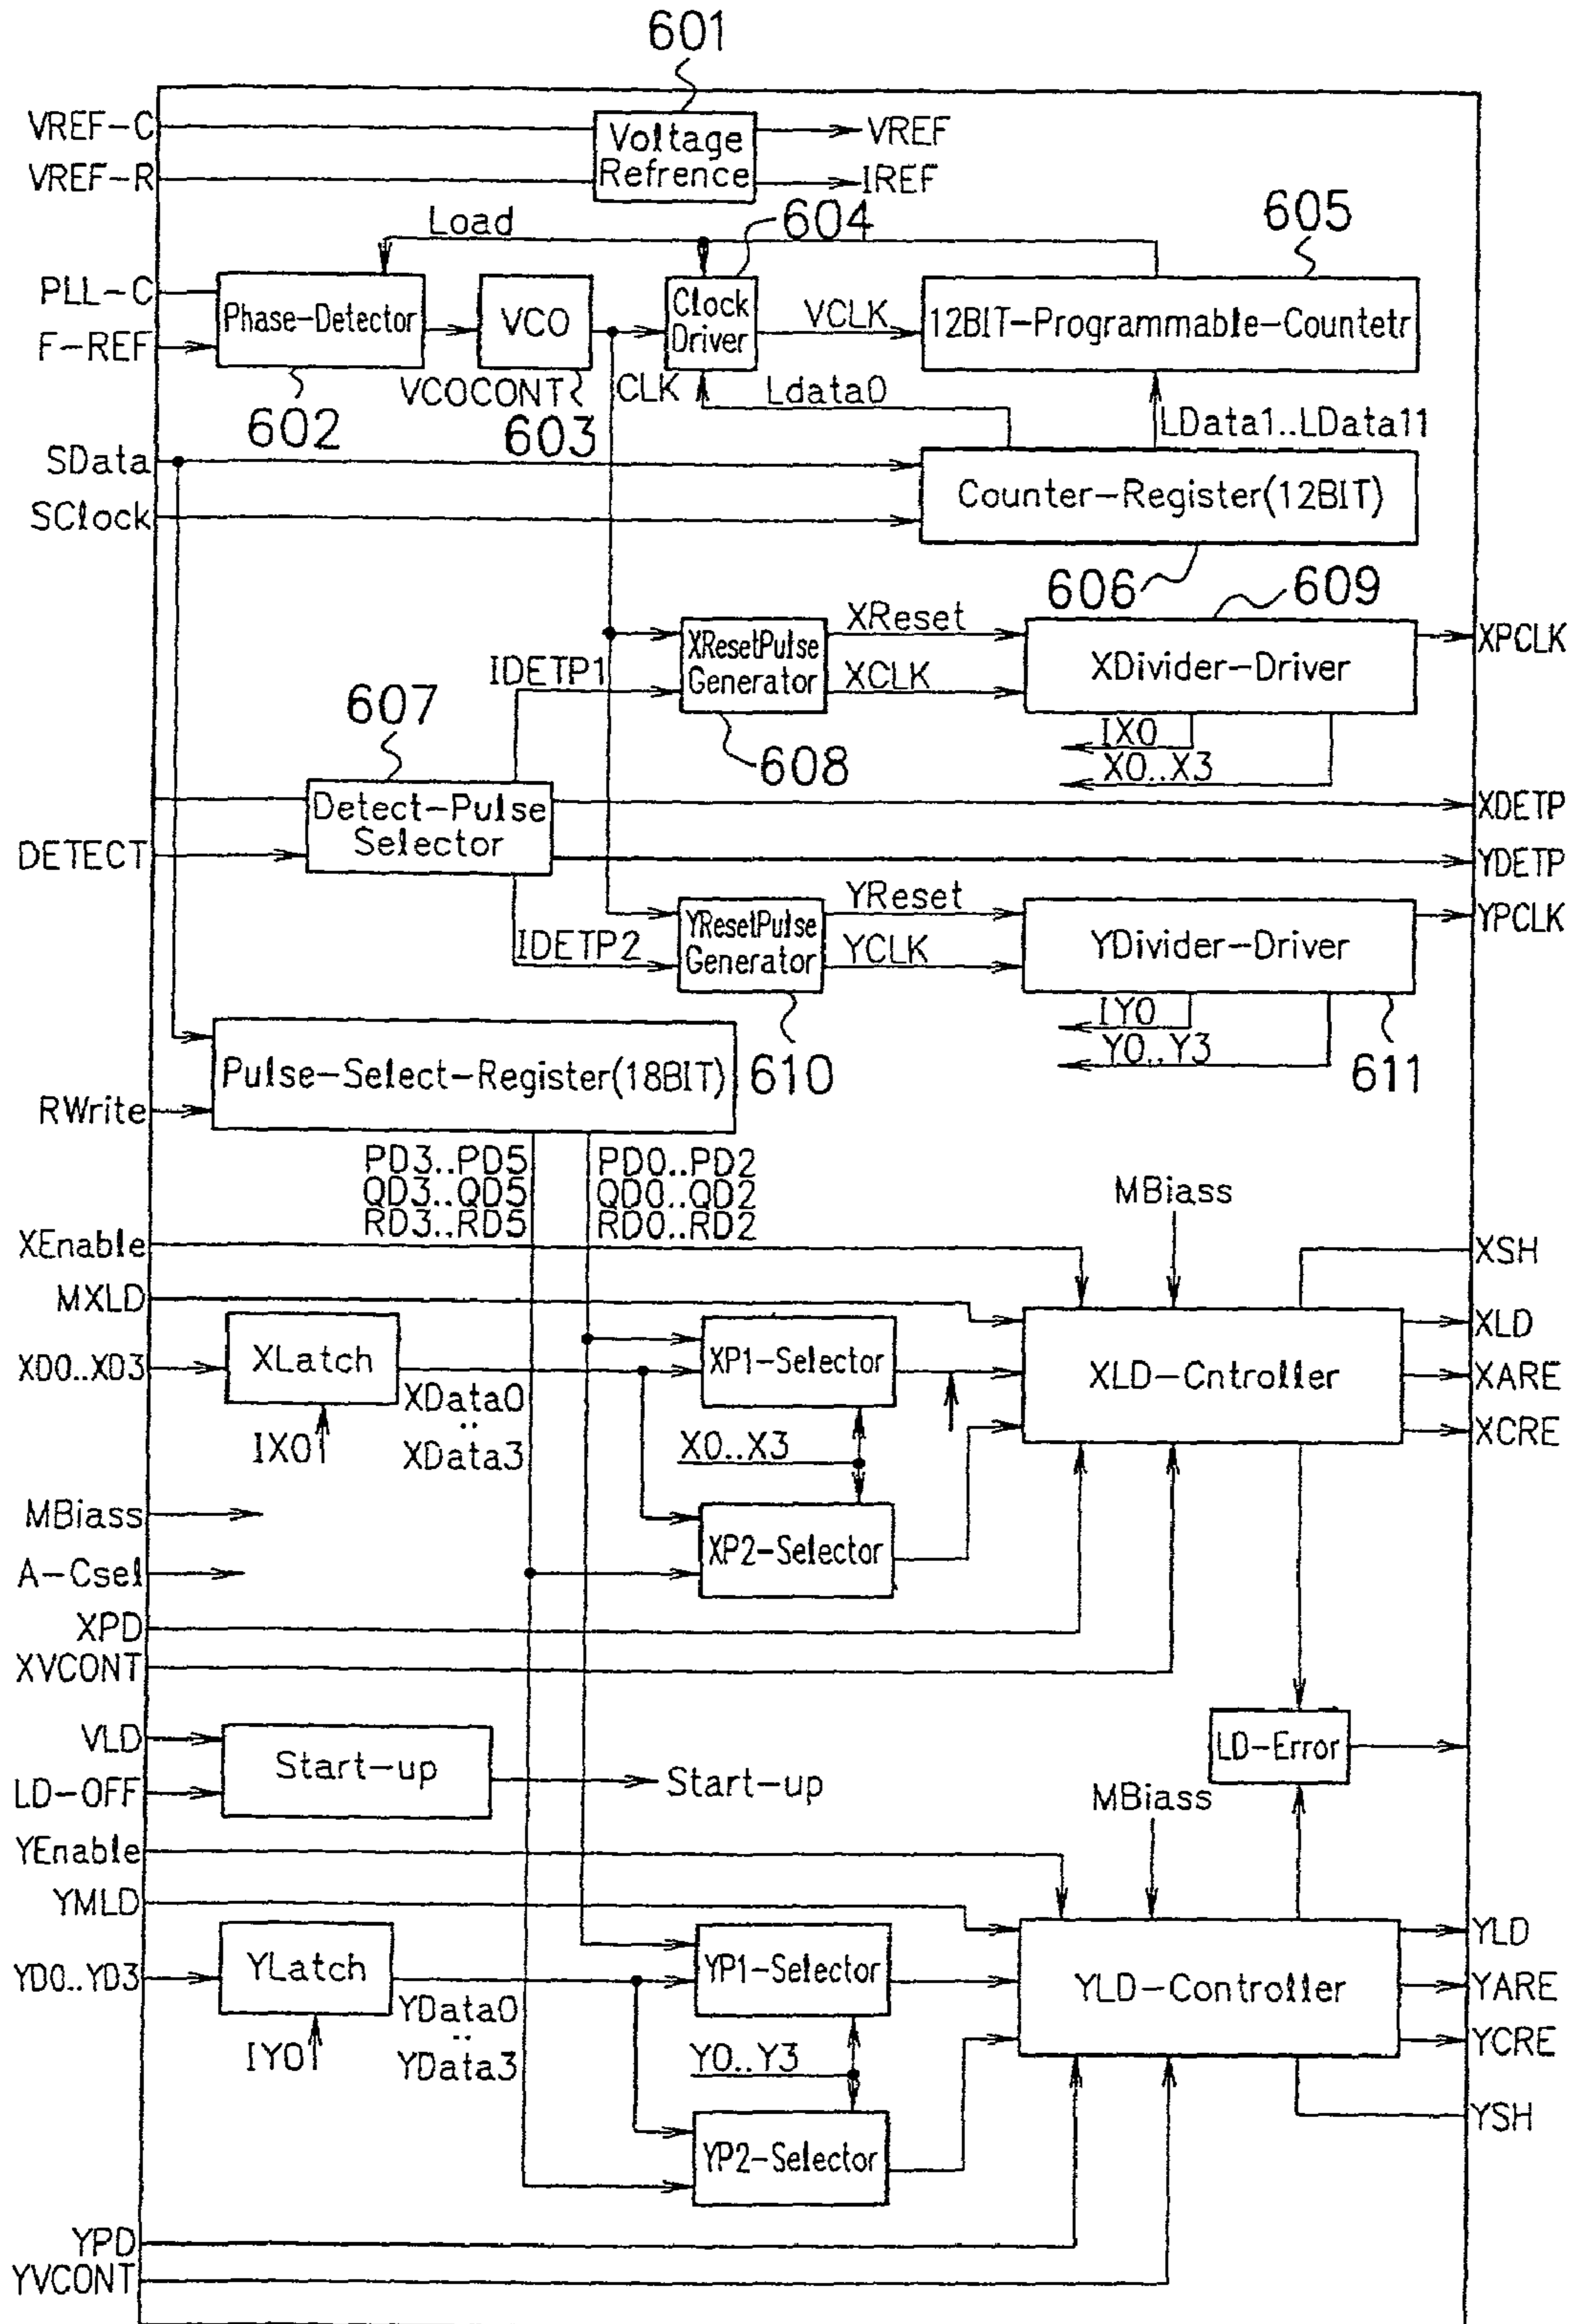 601
VREF-C
Voltage
Refrence
VREF
VREF-R
IREF
Load
604
605
PLL-C
Phase-Detector
VCO
Clock
Driver
VCLK
12BIT-Programmable-Countetr
F-REF
VCOCONT
CLK
Ldata0
LData1..LData11
602
603
SData
Counter-Register(12BIT)
SClock
606
609
XResetPulse
Generator
XReset
XCLK
XDivider-Driver
XPCLK
IDETP1
607
608
IX0
X0..X3
Detect-Pulse
Selector
XDETP
DETECT
YDETP
YResetPulse
Generator
YReset
YCLK
YDivider-Driver
YPCLK
IDETP2
IY0
Y0..Y3
610
611
Pulse-Select-Register(18BIT)
RWrite
PD3..PD5
QD3..QD5
RD3..RD5
PD0..PD2
QD0..QD2
RD0..RD2
MBiass
XEnable
XSH
MXLD
XLD
XD0..XD3
XLatch
XP1-Selector
XLD-Cntroller
XARE
XData0
..
XData3
IX0
X0..X3
XCRE
MBiass
XP2-Selector
A-Csel
XPD
XVCONT
VLD
Start-up
Start-up
LD-OFF
LD-Error
MBiass
YEnable
YMLD
YLD
YD0..YD3
YLatch
YP1-Selector
YLD-Controller
YARE
YData0
..
YData3
IY0
Y0..Y3
YCRE
YSH
YP2-Selector
YPD
YVCONT